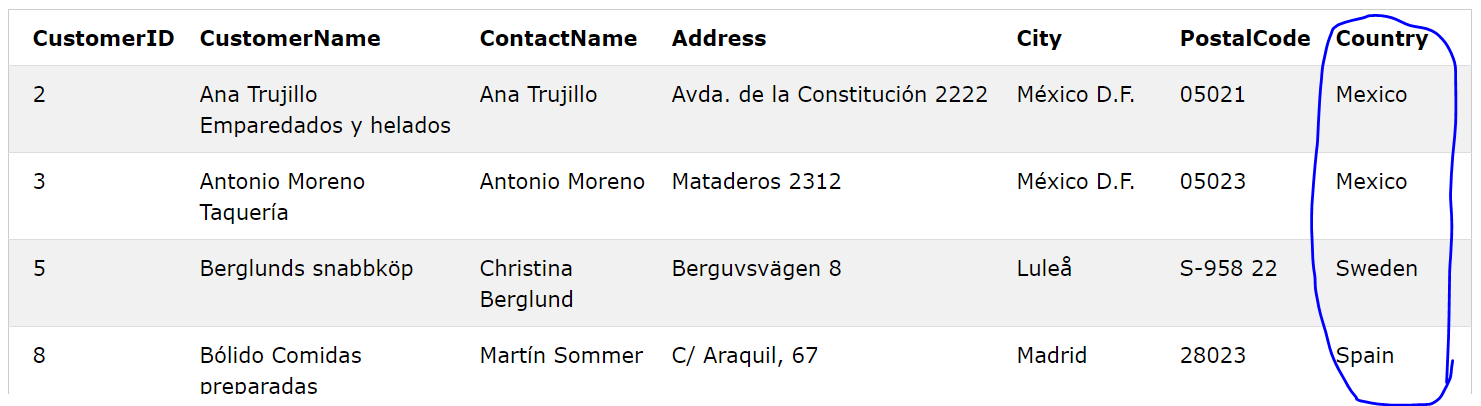 CustomerID CustomerName ContactName Address City PostalCode Country
2 Ana Trujillo Ana Trujillo Avda. de la Constitución 2222 México D.F. 05021 Mexico
Emparedados y helados
3 Antonio Moreno Antonio Moreno Mataderos 2312 México D.F. 05023 Mexico
Taquería
5 Berglunds snabbköp Christina Berguvsvägen 8 Luleå S-958 22 Sweden
Berglund
8 Bólido Comidas Martín Sommer C/ Araquil, 67 Madrid 28023 Spain
preparadas